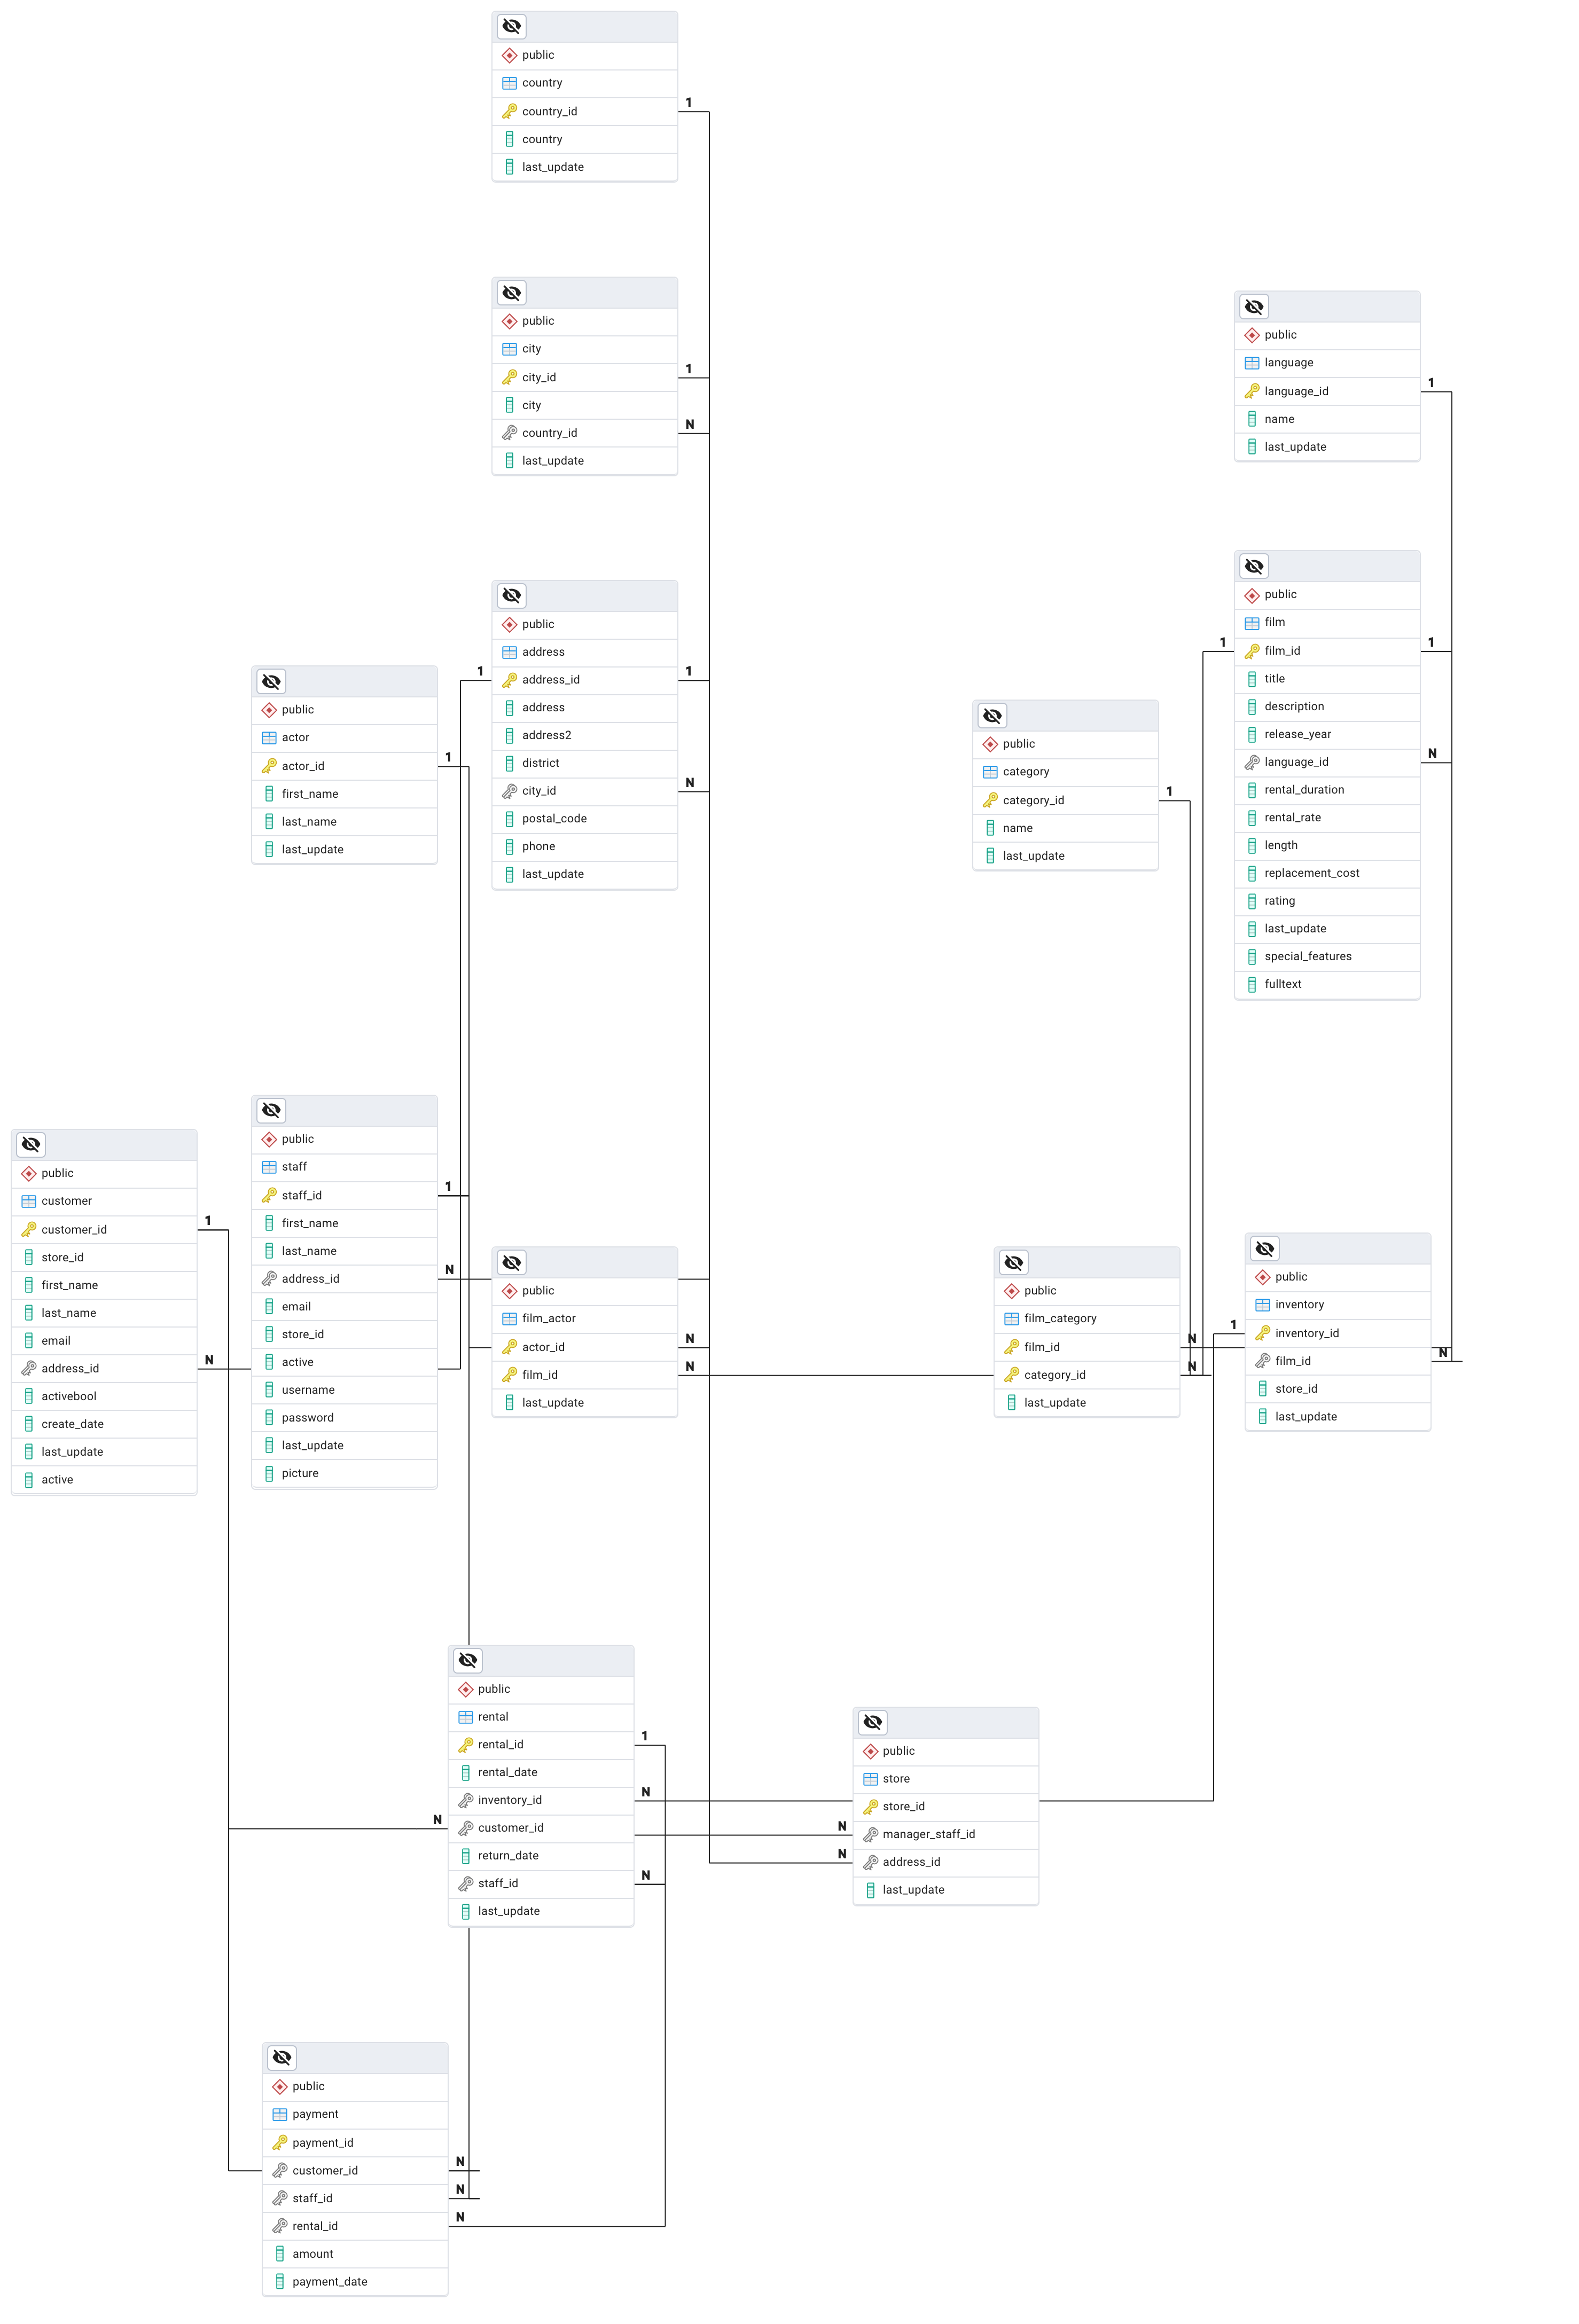 public
country
country_id
1
country
last_update
public
city
city_id
1
city
country_id
N
last_update
public
language
language_id
1
name
last_update
public
address
1
address_id
1
address
address2
district
city_id
N
postal_code
phone
last_update
public
film
1
film_id
1
title
description
release_year
language_id
N
rental_duration
rental_rate
length
replacement_cost
rating
last_update
special_features
fulltext
public
actor
actor_id
1
first_name
last_name
last_update
public
category
category_id
1
name
last_update
public
customer
customer_id
1
store_id
first_name
last_name
email
address_id
N
activebool
create_date
last_update
active
public
staff
staff_id
1
first_name
last_name
address_id
N
email
store_id
active
username
password
last_update
picture
public
film_actor
actor_id
N
film_id
N
last_update
public
film_category
film_id
N
category_id
N
last_update
public
inventory
1
inventory_id
film_id
N
store_id
last_update
public
rental
rental_id
1
rental_date
inventory_id
N
N
customer_id
return_date
staff_id
N
last_update
public
store
store_id
N
manager_staff_id
N
address_id
last_update
public
payment
payment_id
customer_id
N
staff_id
N
rental_id
N
amount
payment_date